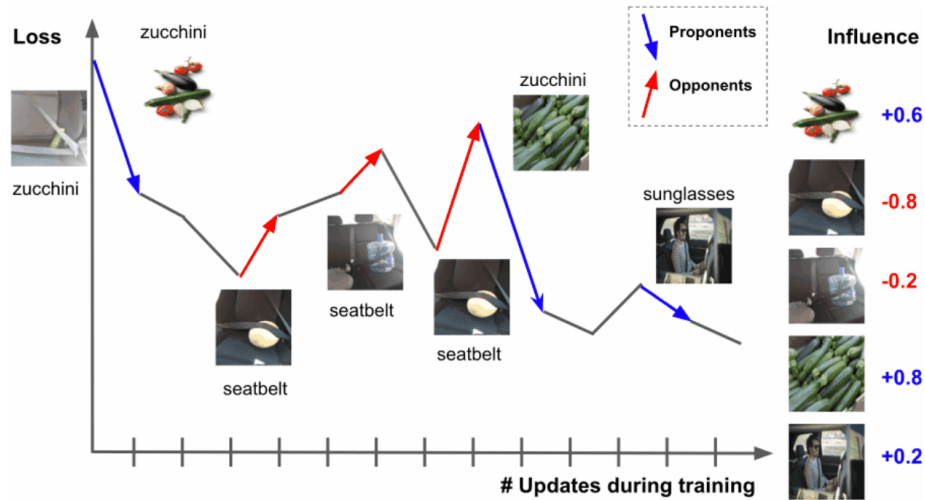 Loss
zucchini
Proponents
Opponents
Influence
zucchini
zucchini
sunglasses
seatbelt
seatbelt
seatbelt
+0.6
-0.8
-0.2
+0.8
+0.2
# Updates during training